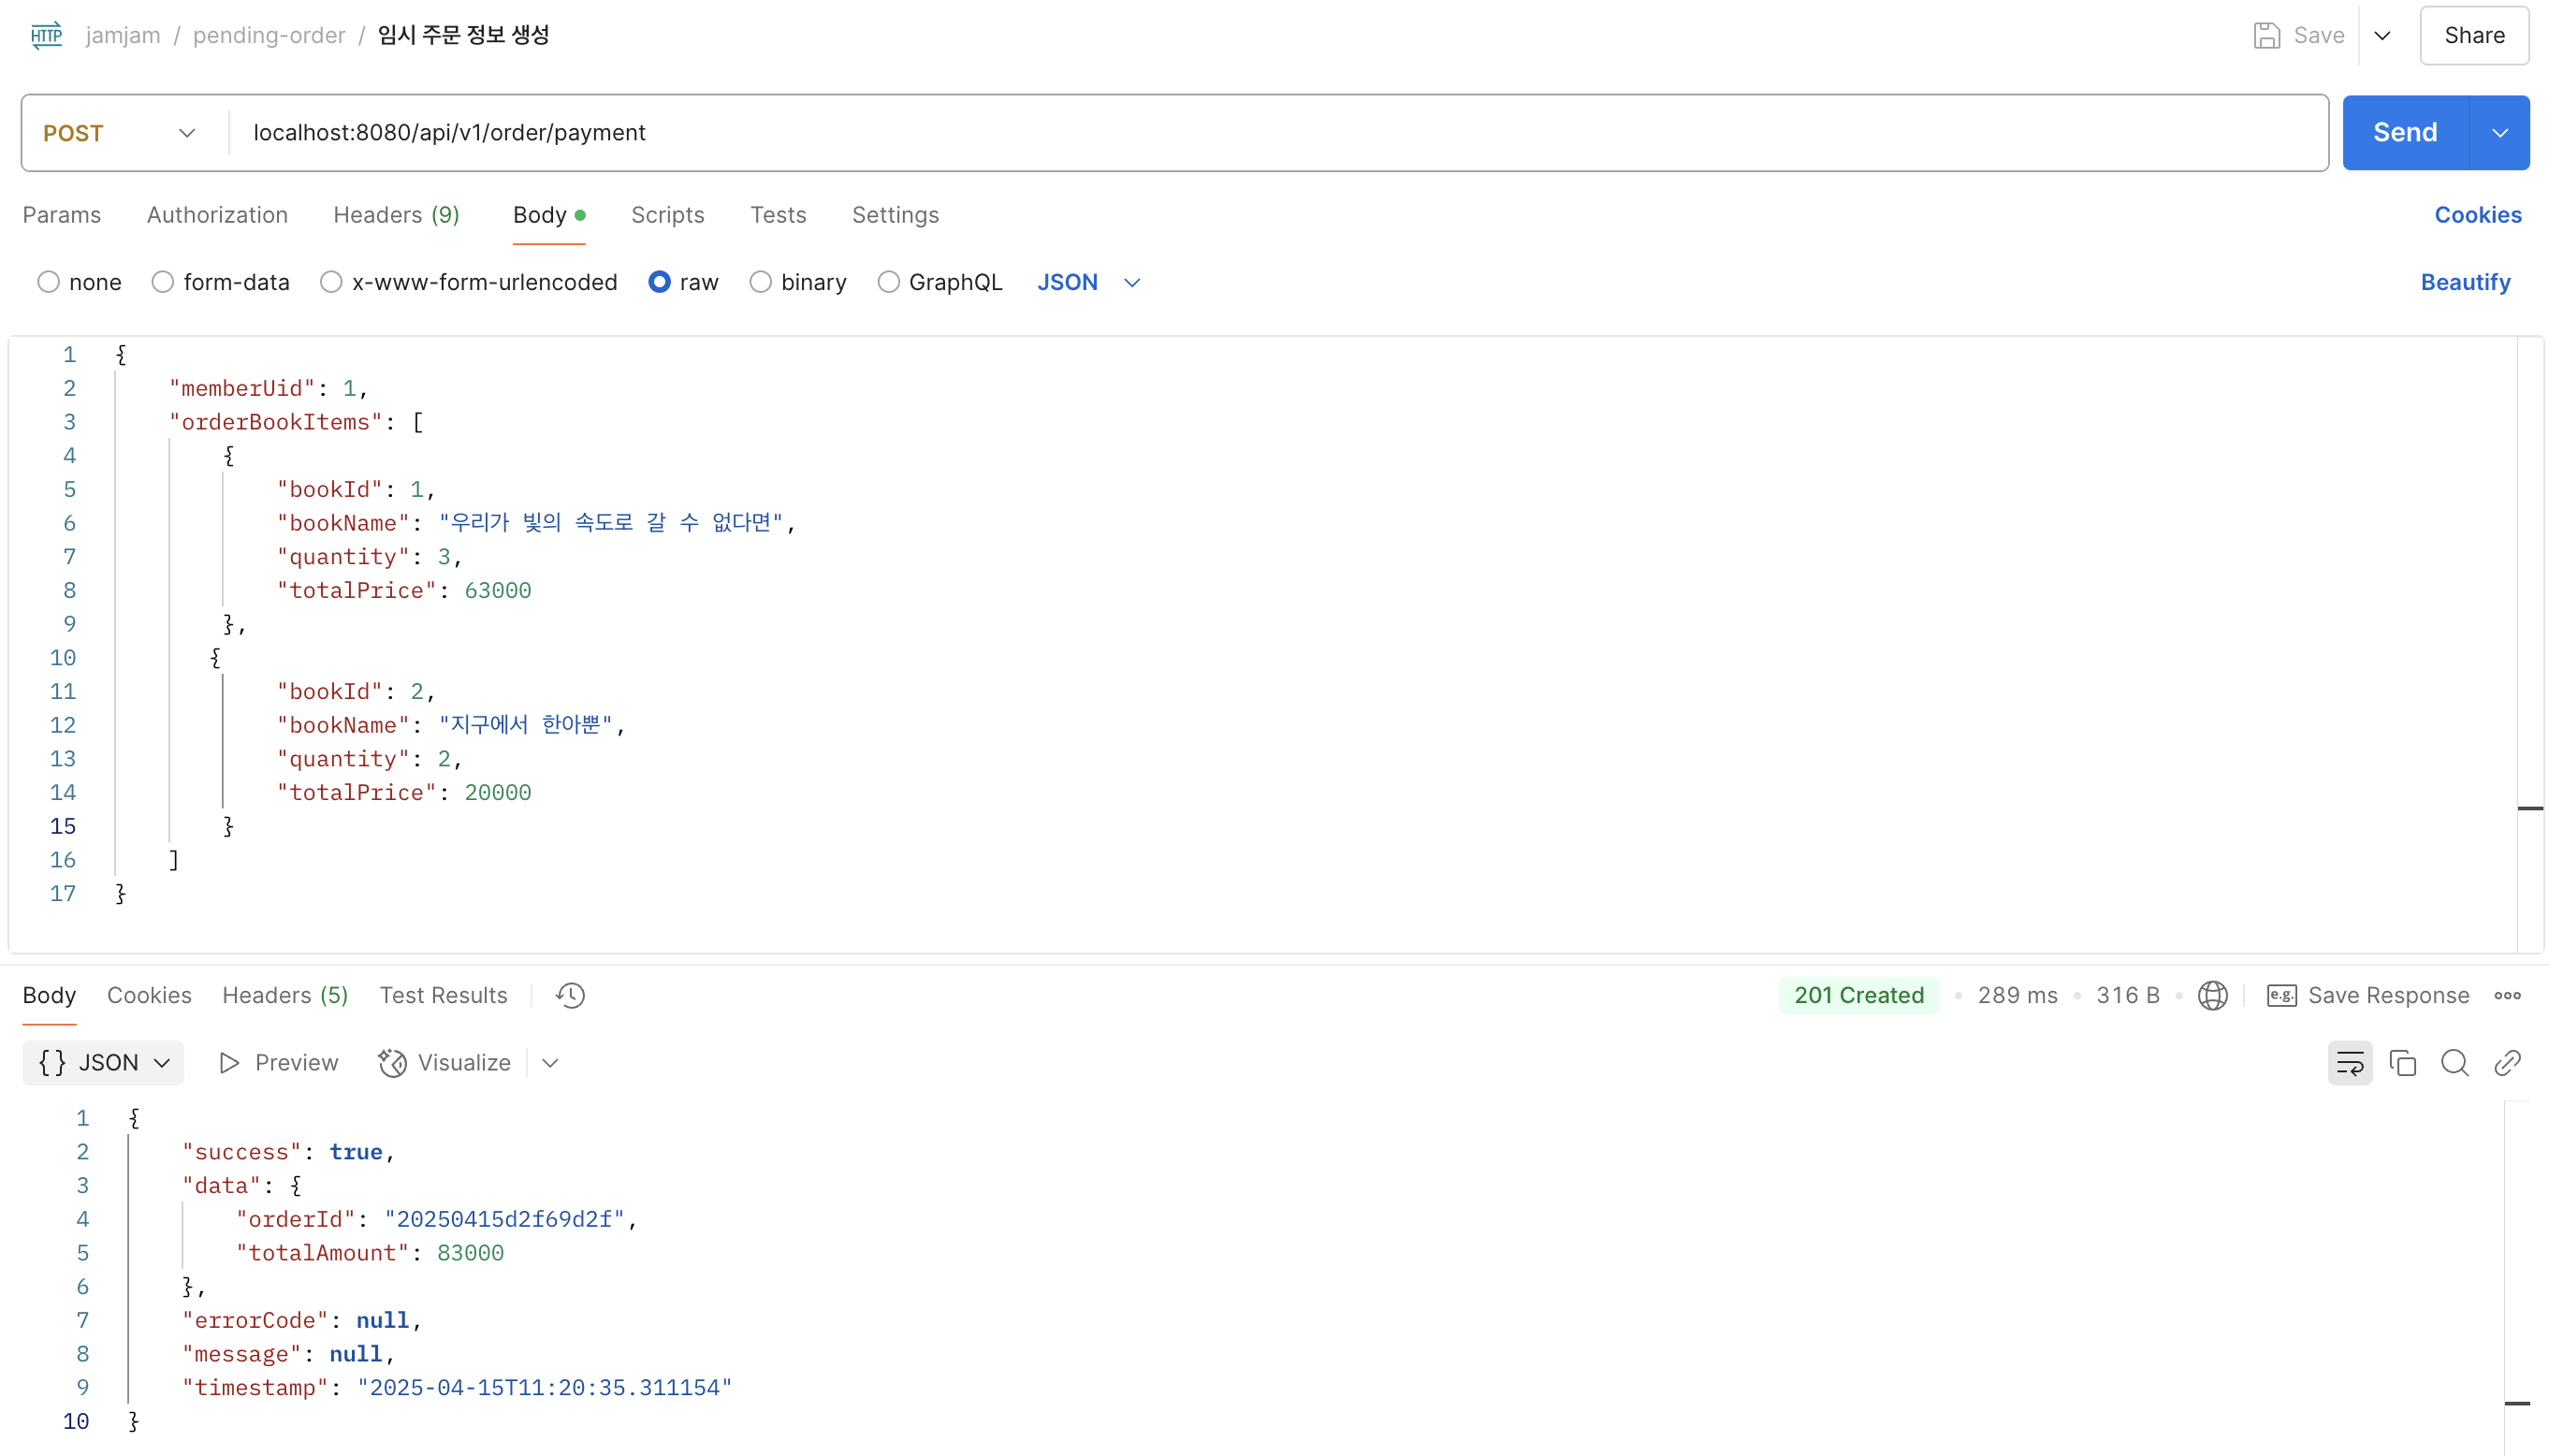 HTTP jamjam / pending-order / 임시 주문 정보 생성 Save Share
POST localhost:8080/api/v1/order/payment Send
Params Authorization Headers (9) Body Scripts Tests Settings Cookies
none form-data x-www-form-urlencoded raw binary GraphQL JSON Beautify
1 {
2 "memberUid": 1,
3 "orderBookItems": [
4 {
5 "bookId": 1,
6 "bookName": "우리가 빛의 속도로 갈 수 없다면",
7 "quantity": 3,
8 "totalPrice": 63000
9 },
10 {
11 "bookId": 2,
12 "bookName": "지구에서 한아뿐",
13 "quantity": 2,
14 "totalPrice": 20000
15 }
16 ]
17 }
Body Cookies Headers (5) Test Results 201 Created • 289 ms • 316 B • e.g. Save Response
{} JSON Preview Visualize
1 {
2 "success": true,
3 "data": {
4 "orderId": "20250415d2f69d2f",
5 "totalAmount": 83000
6 },
7 "errorCode": null,
8 "message": null,
9 "timestamp": "2025-04-15T11:20:35.311154"
10 }